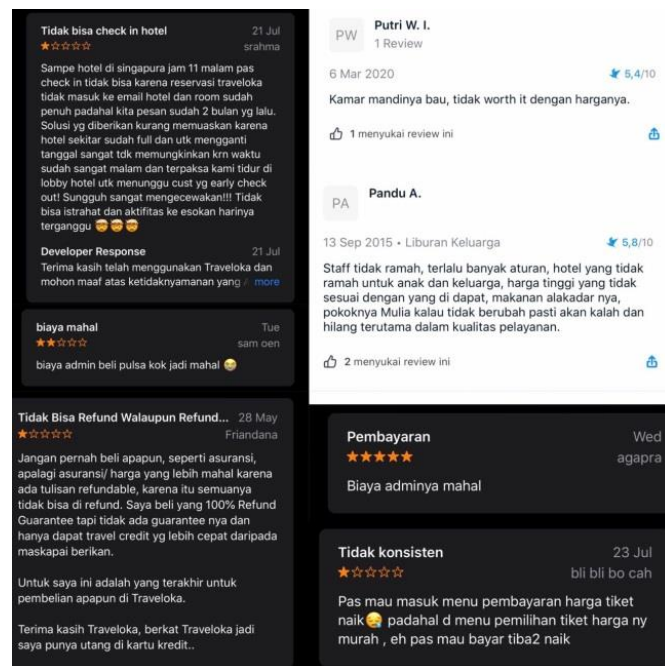 Tidak bisa check in hotel 21 Jul
★☆☆☆☆ srahma
Sampe hotel di singapura jam 11 malam pas
check in tidak bisa karena reservasi traveloka
tidak masuk ke email hotel dan room sudah
penuh padahal kita pesan sudah 2 bulan yg lalu.
Solusi yg diberikan kurang memuaskan karena
hotel sekitar sudah full dan utk mengganti
tanggal sangat tdk memungkinkan krn waktu
sudah sangat malam dan terpaksa kami tidur di
lobby hotel utk menunggu cust yg early check
out! Sungguh sangat mengecewakan!!! Tidak
bisa istrahat dan aktifitas ke esokan harinya
terganggu 🤯🤯🤯
Developer Response 21 Jul
Terima kasih telah menggunakan Traveloka dan
mohon maaf atas ketidaknyamanan yang more
biaya mahal Tue
★★☆☆☆ sam oen
biaya admin beli pulsa kok jadi mahal 😂
Tidak Bisa Refund Walaupun Refund... 28 May
★☆☆☆☆ Friandana
Jangan pernah beli apapun, seperti asuransi,
apalagi asuransi/ harga yang lebih mahal karena
ada tulisan refundable, karena itu semuanya
tidak bisa di refund. Saya beli yang 100% Refund
Guarantee tapi tidak ada guarantee nya dan
hanya dapat travel credit yg lebih cepat daripada
maskapai berikan.
Untuk saya ini adalah yang terakhir untuk
pembelian apapun di Traveloka.
Terima kasih Traveloka, berkat Traveloka jadi
saya punya utang di kartu kredit..
PW Putri W. I.
1 Review
6 Mar 2020 5,4/10
Kamar mandinya bau, tidak worth it dengan harganya.
1 menyukai review ini
PA Pandu A.
13 Sep 2015 • Liburan Keluarga 5,8/10
Staff tidak ramah, terlalu banyak aturan, hotel yang tidak
ramah untuk anak dan keluarga, harga tinggi yang tidak
sesuai dengan yang di dapat, makanan alakadar nya,
pokoknya Mulia kalau tidak berubah pasti akan kalah dan
hilang terutama dalam kualitas pelayanan.
2 menyukai review ini
Pembayaran Wed
★★★★★ agapra
Biaya adminya mahal
Tidak konsisten 23 Jul
★☆☆☆☆ bli bli bo cah
Pas mau masuk menu pembayaran harga tiket
naik😪 padahal d menu pemilihan tiket harga ny
murah , eh pas mau bayar tiba2 naik